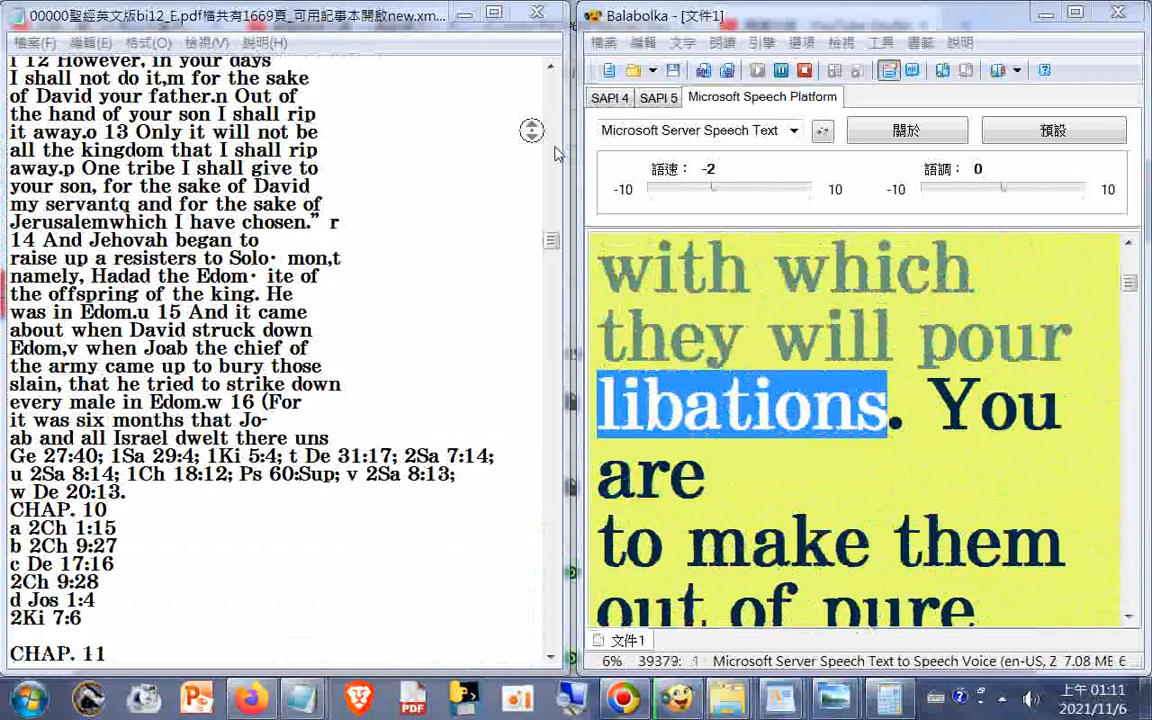 00000聖經英文版bi12_E.pdf檔共有1669頁_可用記事本開啟new.xm...
檔案(F) 編輯(E) 格式(O) 檢視(V) 說明(H)
1 12 However, in your days
I shall not do it,m for the sake
of David your father.n Out of
the hand of your son I shall rip
it away.o 13 Only it will not be
all the kingdom that I shall rip
away.p One tribe I shall give to
your son, for the sake of David
my servantq and for the sake of
Jerusalemwhich I have chosen.” r
14 And Jehovah began to
raise up a resisters to Solo· mon,t
namely, Hadad the Edom· ite of
the offspring of the king. He
was in Edom.u 15 And it came
about when David struck down
Edom,v when Joab the chief of
the army came up to bury those
slain, that he tried to strike down
every male in Edom.w 16 (For
it was six months that Jo-
ab and all Israel dwelt there uns
Ge 27:40; 1Sa 29:4; 1Ki 5:4; t De 31:17; 2Sa 7:14;
u 2Sa 8:14; 1Ch 18:12; Ps 60:Sup; v 2Sa 8:13;
w De 20:13.
CHAP. 10
a 2Ch 1:15
b 2Ch 9:27
c De 17:16
2Ch 9:28
d Jos 1:4
2Ki 7:6
CHAP. 11
Balabolka - [文件1]
檔案 編輯 文字 朗讀 引擎 選項 檢視 工具 書籤 說明
SAPI 4 SAPI 5 Microsoft Speech Platform
Microsoft Server Speech Text 關於 預設
語速： -2 語調： 0
-10 10 -10 10
with which
they will pour
libations. You
are
to make them
out of pure
文件1
6% 39379: 1 Microsoft Server Speech Text to Speech Voice (en-US, 2 7.08 MB 6
PDF
上午 01:11
2021/11/6